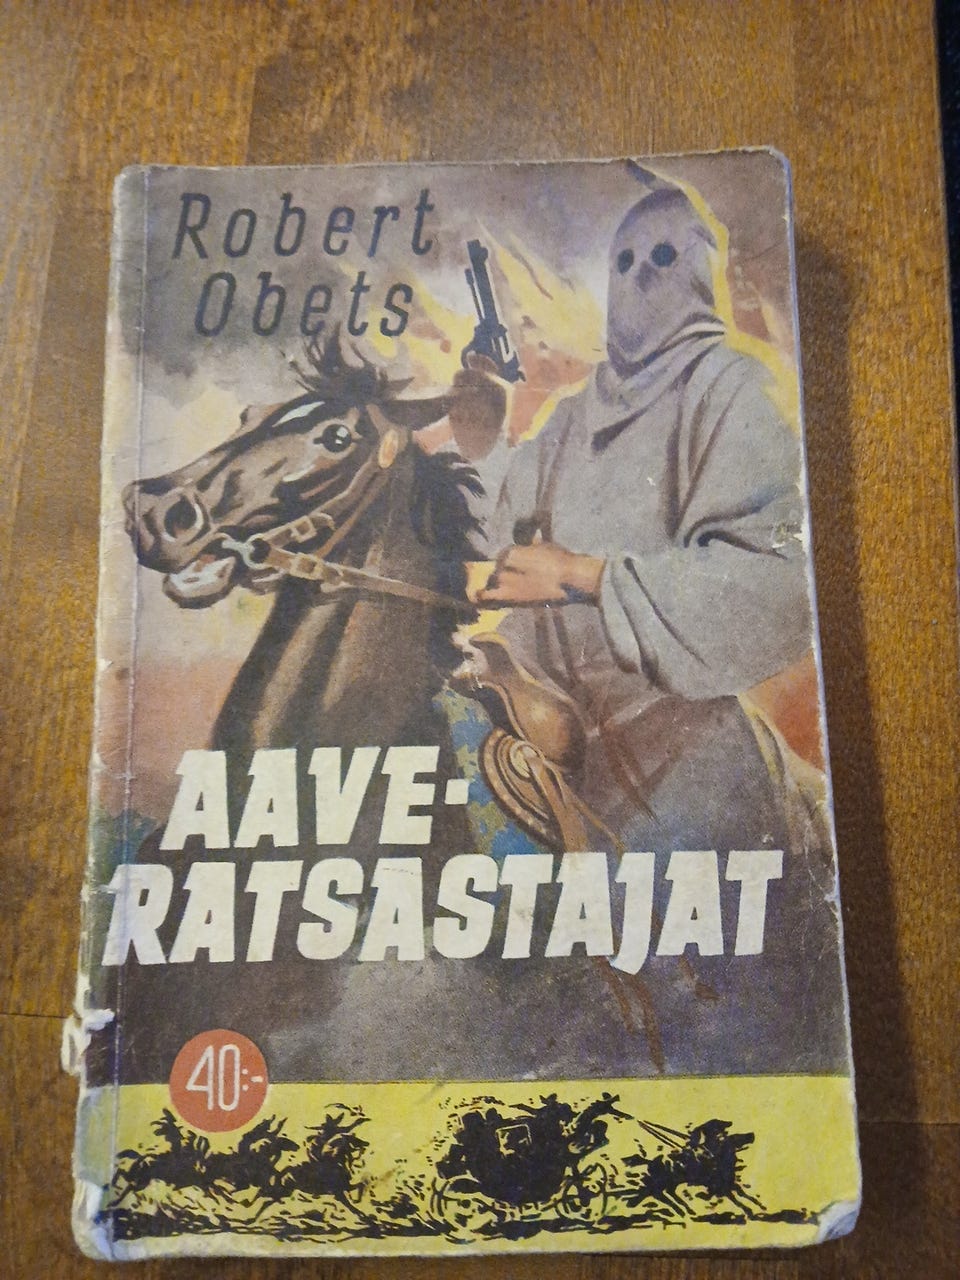 Robert
Obets
AAVE-
RATSASTAJAT
40:-